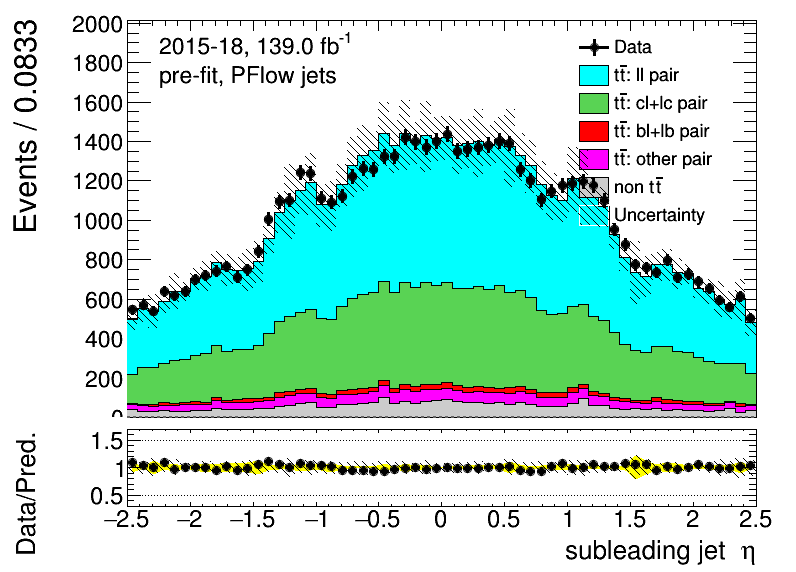 Events / 0.0833
2000
1800
1600
1400
1200
1000
800
600
400
200
0
2015-18, 139.0 fb⁻¹
pre-fit, PFlow jets
Data
tt̄: ll pair
tt̄: cl+lc pair
tt̄: bl+lb pair
tt̄: other pair
non tt̄
Uncertainty
Data/Pred.
1.5
1
0.5
−2.5 −2 −1.5 −1 −0.5 0 0.5 1 1.5 2 2.5
subleading jet η